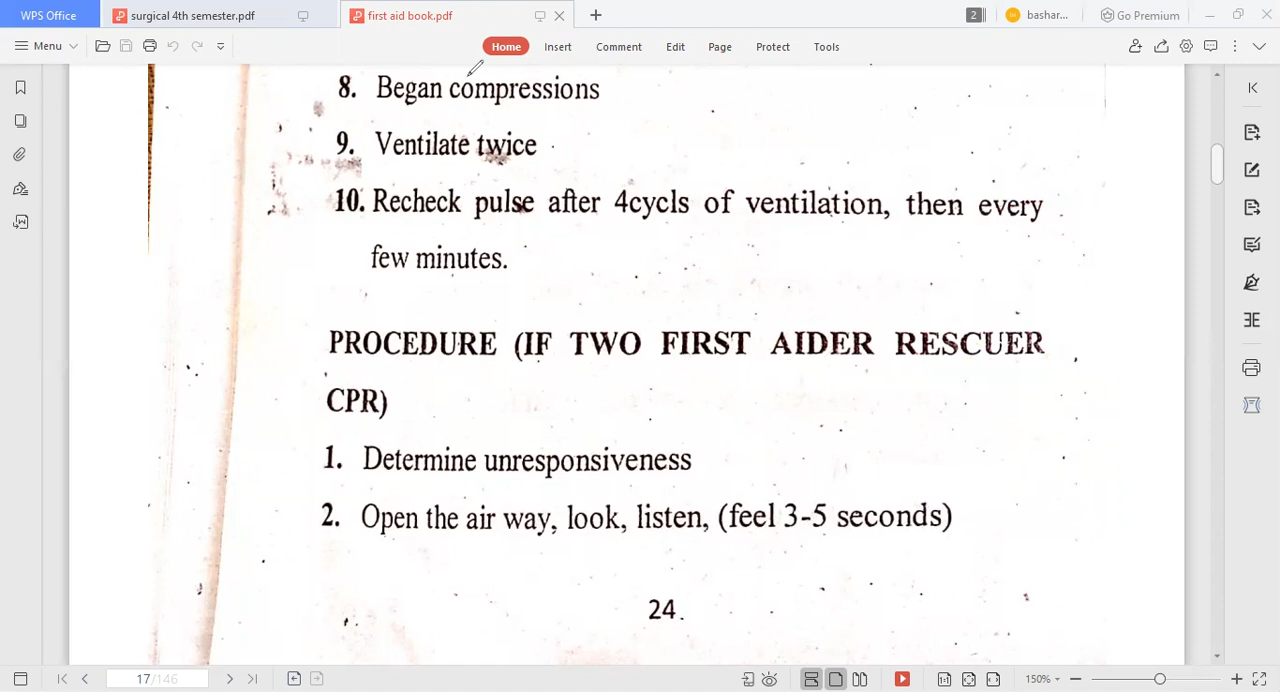 WPS Office
surgical 4th semester.pdf
first aid book.pdf
2
bashar...
Go Premium
Menu
Home
Insert
Comment
Edit
Page
Protect
Tools
8. Began compressions
9. Ventilate twice
10. Recheck pulse after 4cycls of ventilation, then every
few minutes.
PROCEDURE (IF TWO FIRST AIDER RESCUER
CPR)
1. Determine unresponsiveness
2. Open the air way, look, listen, (feel 3-5 seconds)
24
17/146
150%